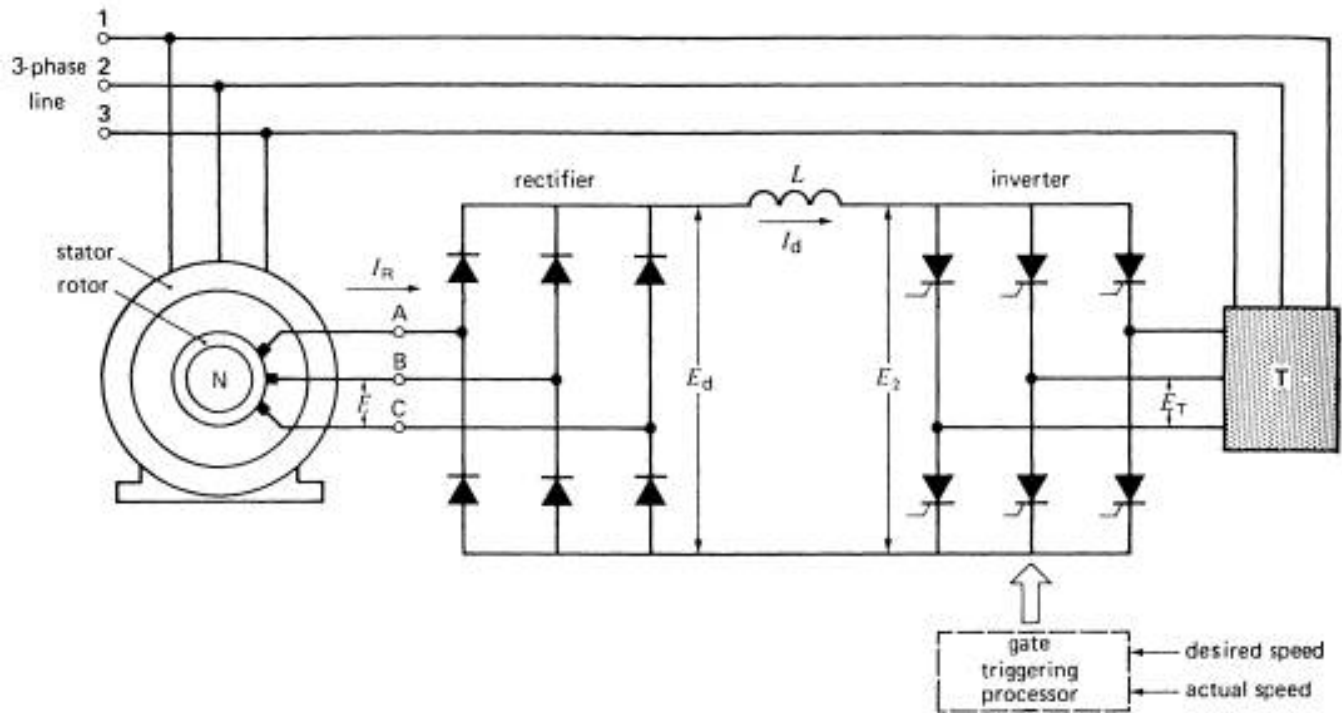 1
3-phase 2
line
3
rectifier
L
inverter
I_d
stator
rotor
I_R
A
N
B
E
C
E_d
E_2
T
E_T
gate
triggering
processor
desired speed
actual speed